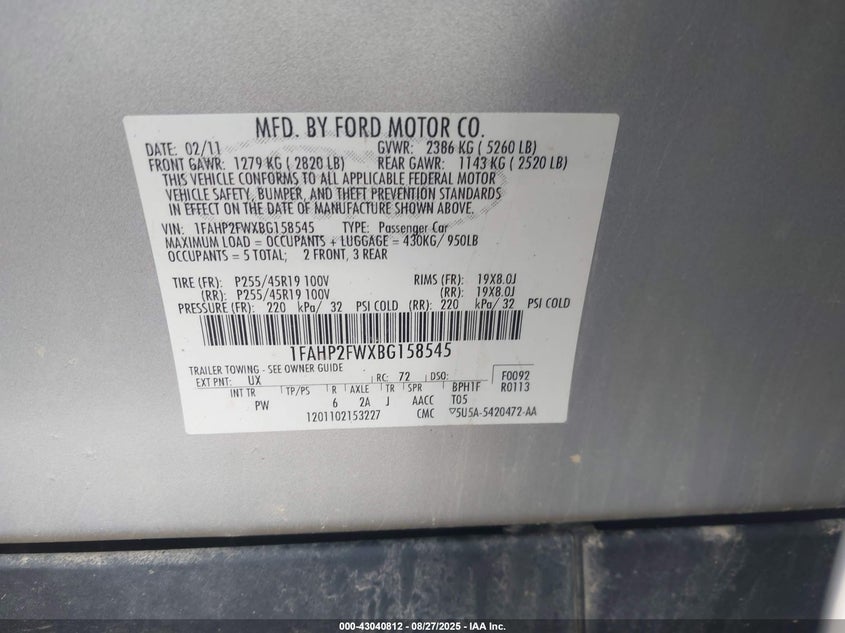 MFD. BY FORD MOTOR CO.
DATE: 02/11 GVWR: 2386 KG ( 5260 LB)
FRONT GAWR: 1279 KG ( 2820 LB) REAR GAWR: 1143 KG ( 2520 LB)
THIS VEHICLE CONFORMS TO ALL APPLICABLE FEDERAL MOTOR
VEHICLE SAFETY, BUMPER, AND THEFT PREVENTION STANDARDS
IN EFFECT ON THE DATE OF MANUFACTURE SHOWN ABOVE.
VIN: 1FAHP2FWXBG158545 TYPE: Passenger Car
MAXIMUM LOAD = OCCUPANTS + LUGGAGE = 430KG/ 950LB
OCCUPANTS = 5 TOTAL; 2 FRONT, 3 REAR
TIRE (FR): P255/45R19 100V RIMS (FR): 19X8.0J
(RR): P255/45R19 100V (RR): 19X8.0J
PRESSURE (FR): 220 kPa/ 32 PSI COLD (RR): 220 kPa/ 32 PSI COLD
1FAHP2FWXBG158545
TRAILER TOWING - SEE OWNER GUIDE
EXT PNT: UX RC: 72 DSO: F0092
INT TR TP/PS R AXLE TR SPR BPH1F R0113
PW 6 2A J AACC T05
1201102153227 CMC ▽5U5A-5420472-AA
000-43040812 - 08/27/2025 - IAA Inc.